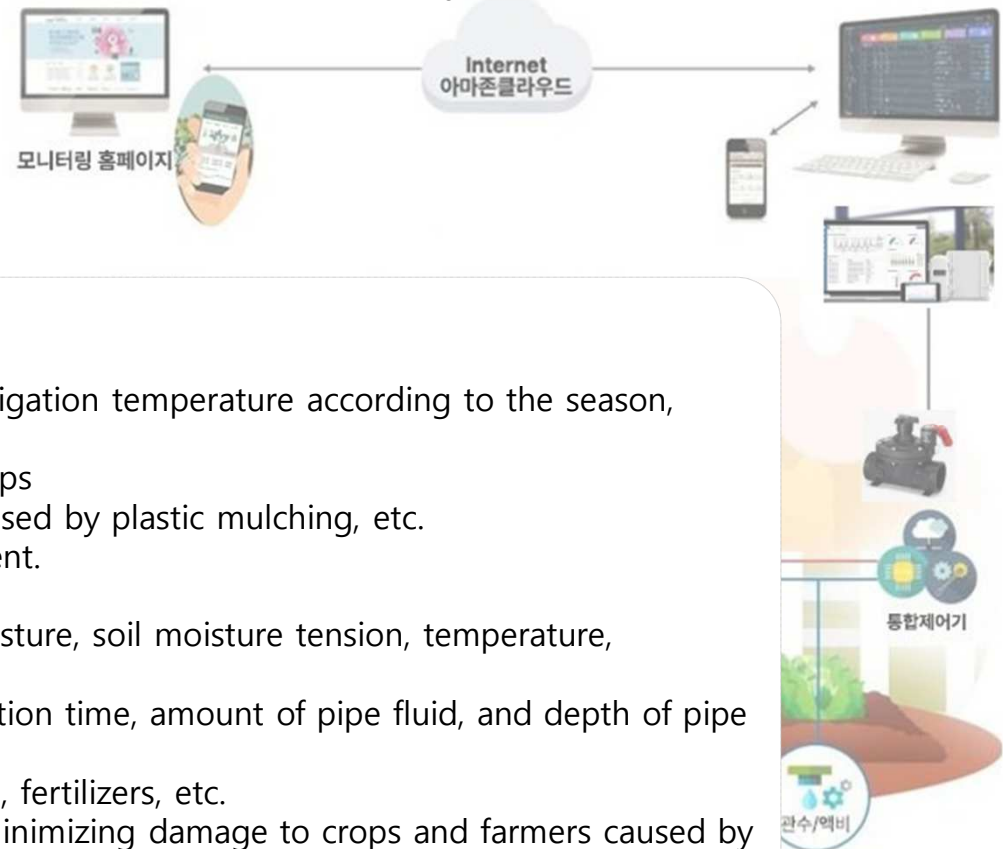 Internet
아마존클라우드
모니터링 홈페이지
igation temperature according to the season,
ps
sed by plastic mulching, etc.
ent.
sture, soil moisture tension, temperature,
통합제어기
tion time, amount of pipe fluid, and depth of pipe
, fertilizers, etc.
inimizing damage to crops and farmers caused by
관수/액비